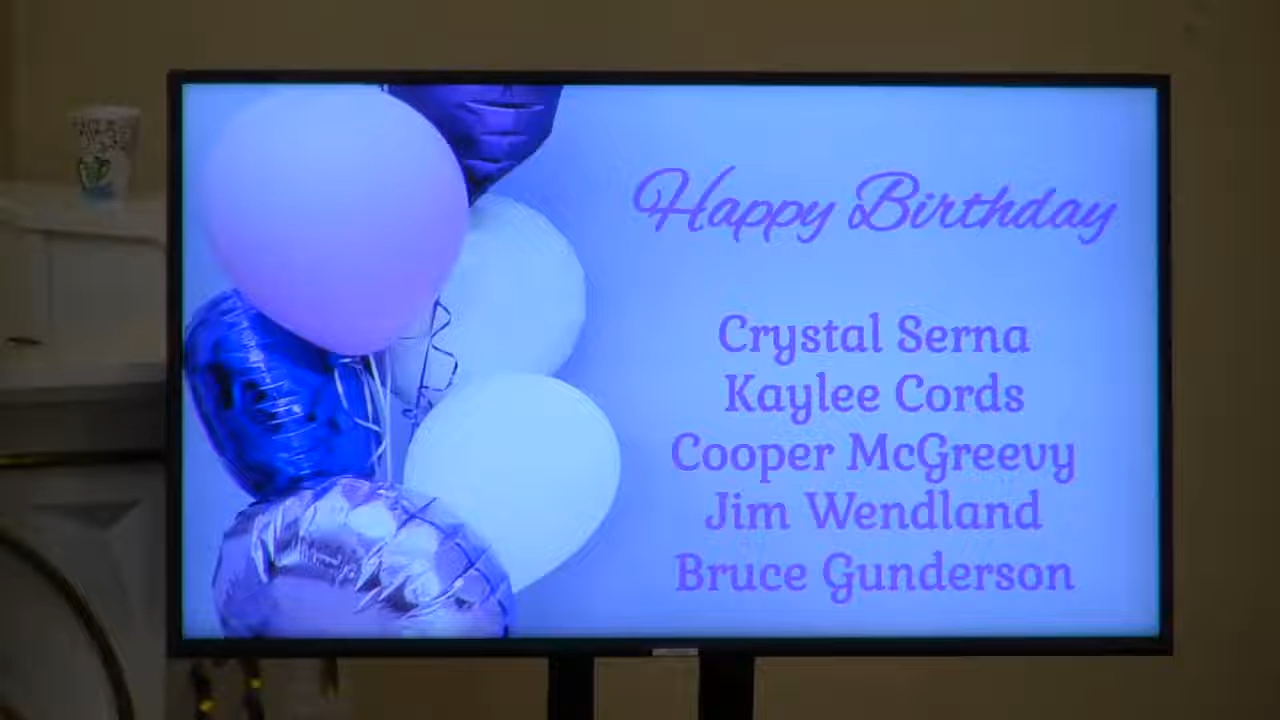 Happy Birthday
Crystal Serna
Kaylee Cords
Cooper McGreevy
Jim Wendland
Bruce Gunderson